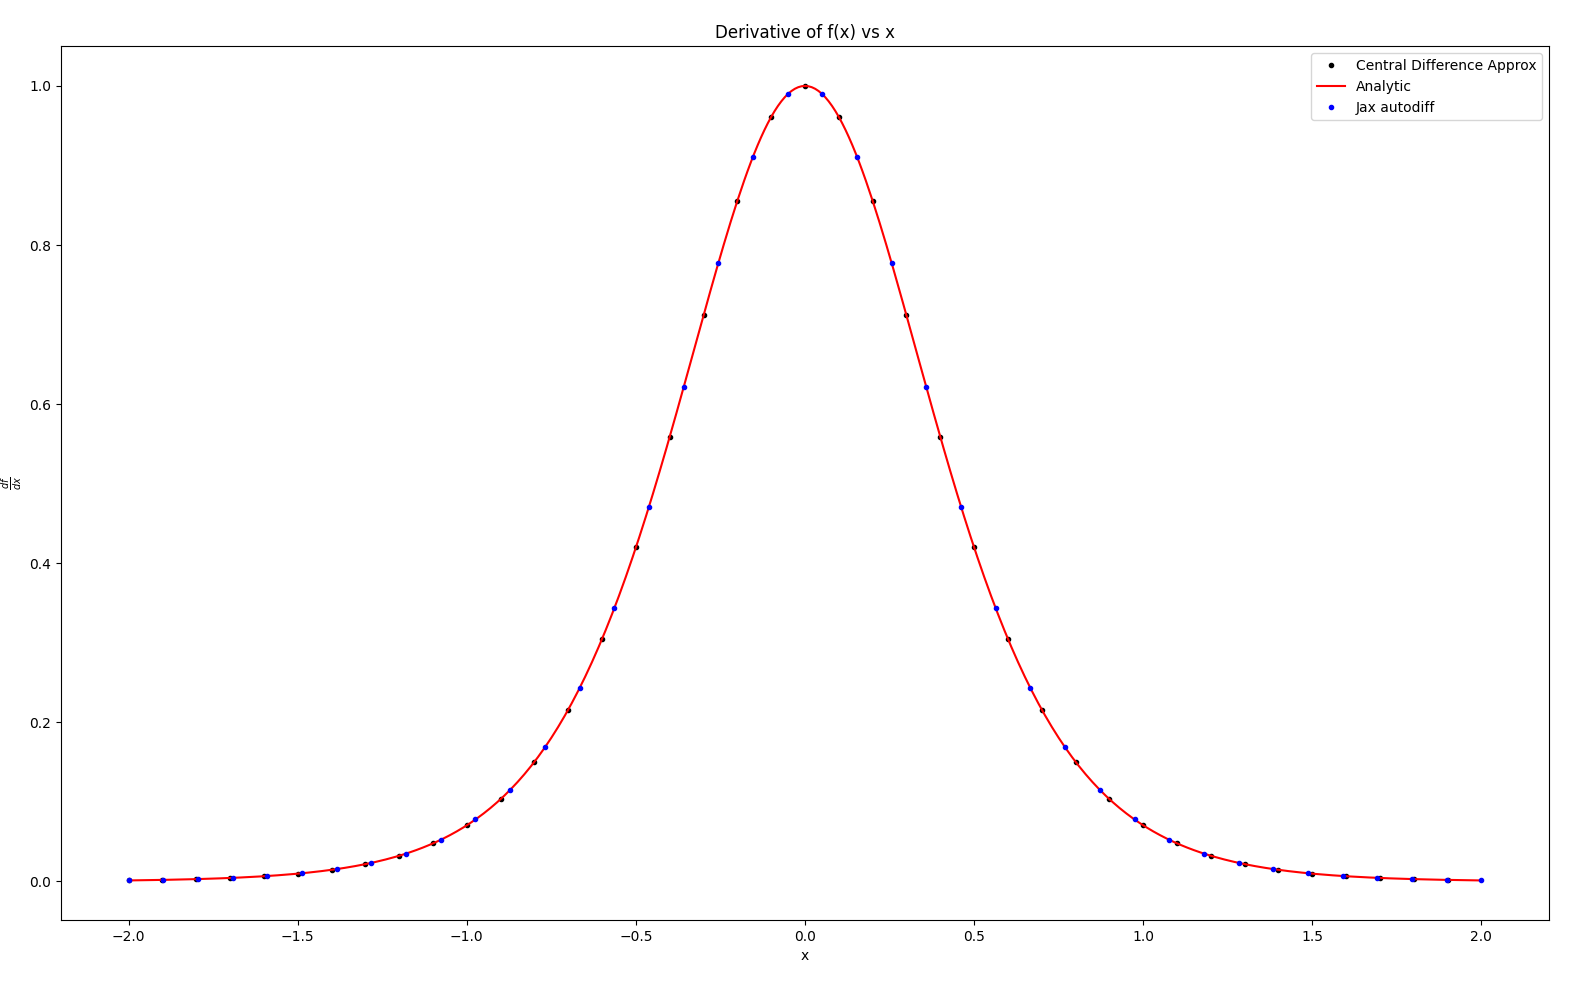 Derivative of f(x) vs x
Central Difference Approx
Analytic
Jax autodiff
1.0
0.8
0.6
0.4
0.2
0.0
df
dx
−2.0 −1.5 −1.0 −0.5 0.0 0.5 1.0 1.5 2.0
x